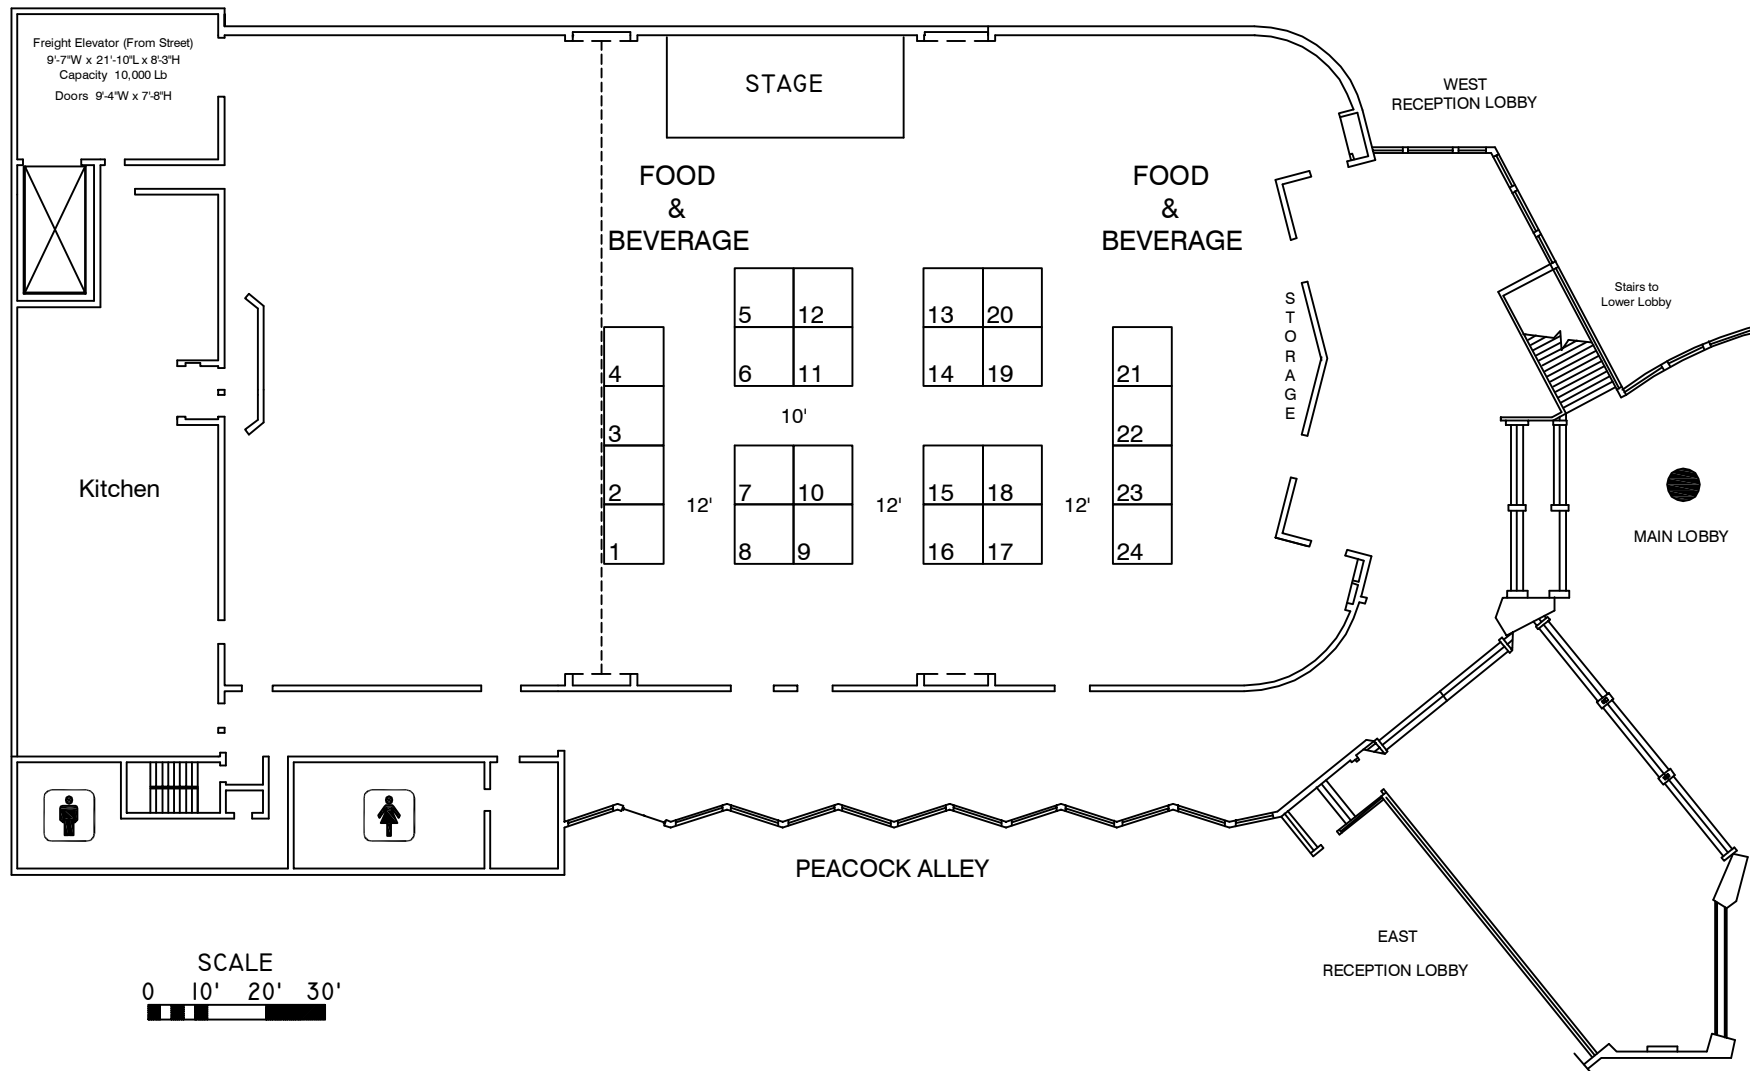 Freight Elevator (From Street)
9'-7"W x 21'-10"L x 8'-3"H
Capacity 10,000 Lb
Doors 9'-4"W x 7'-8"H
STAGE
WEST
RECEPTION LOBBY
FOOD
&
BEVERAGE
FOOD
&
BEVERAGE
Stairs to
Lower Lobby
STORAGE
5 12
13 20
4
6 11
14 19
21
10'
3
22
Kitchen
2
7 10
15 18
23
12'
12'
12'
1
8 9
16 17
24
MAIN LOBBY
PEACOCK ALLEY
EAST
RECEPTION LOBBY
SCALE
0 10' 20' 30'